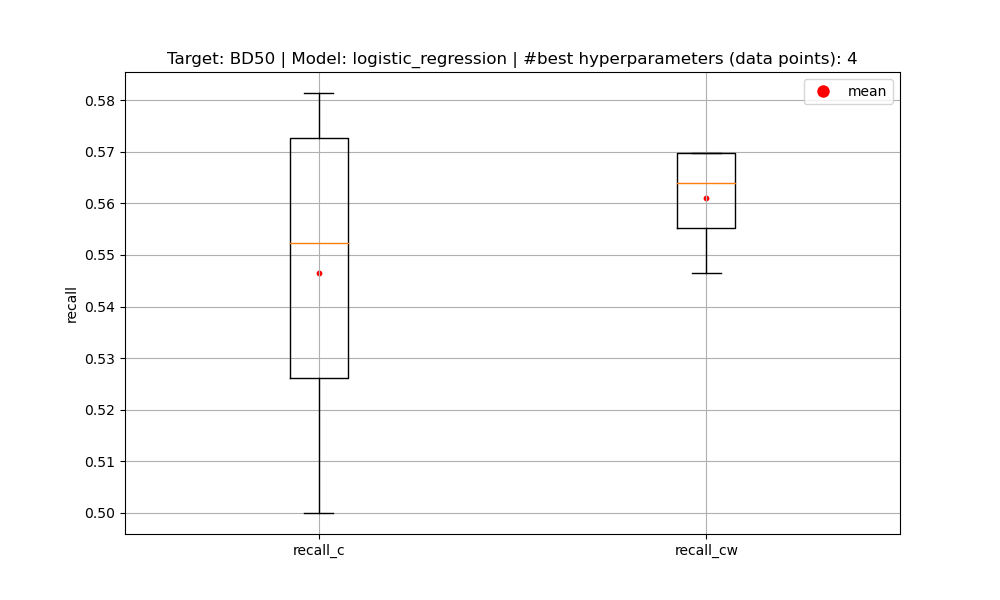 Target: BD50 | Model: logistic_regression | #best hyperparameters (data points): 4
mean
0.58
0.57
0.56
0.55
0.54
0.53
0.52
0.51
0.50
recall
recall_c
recall_cw